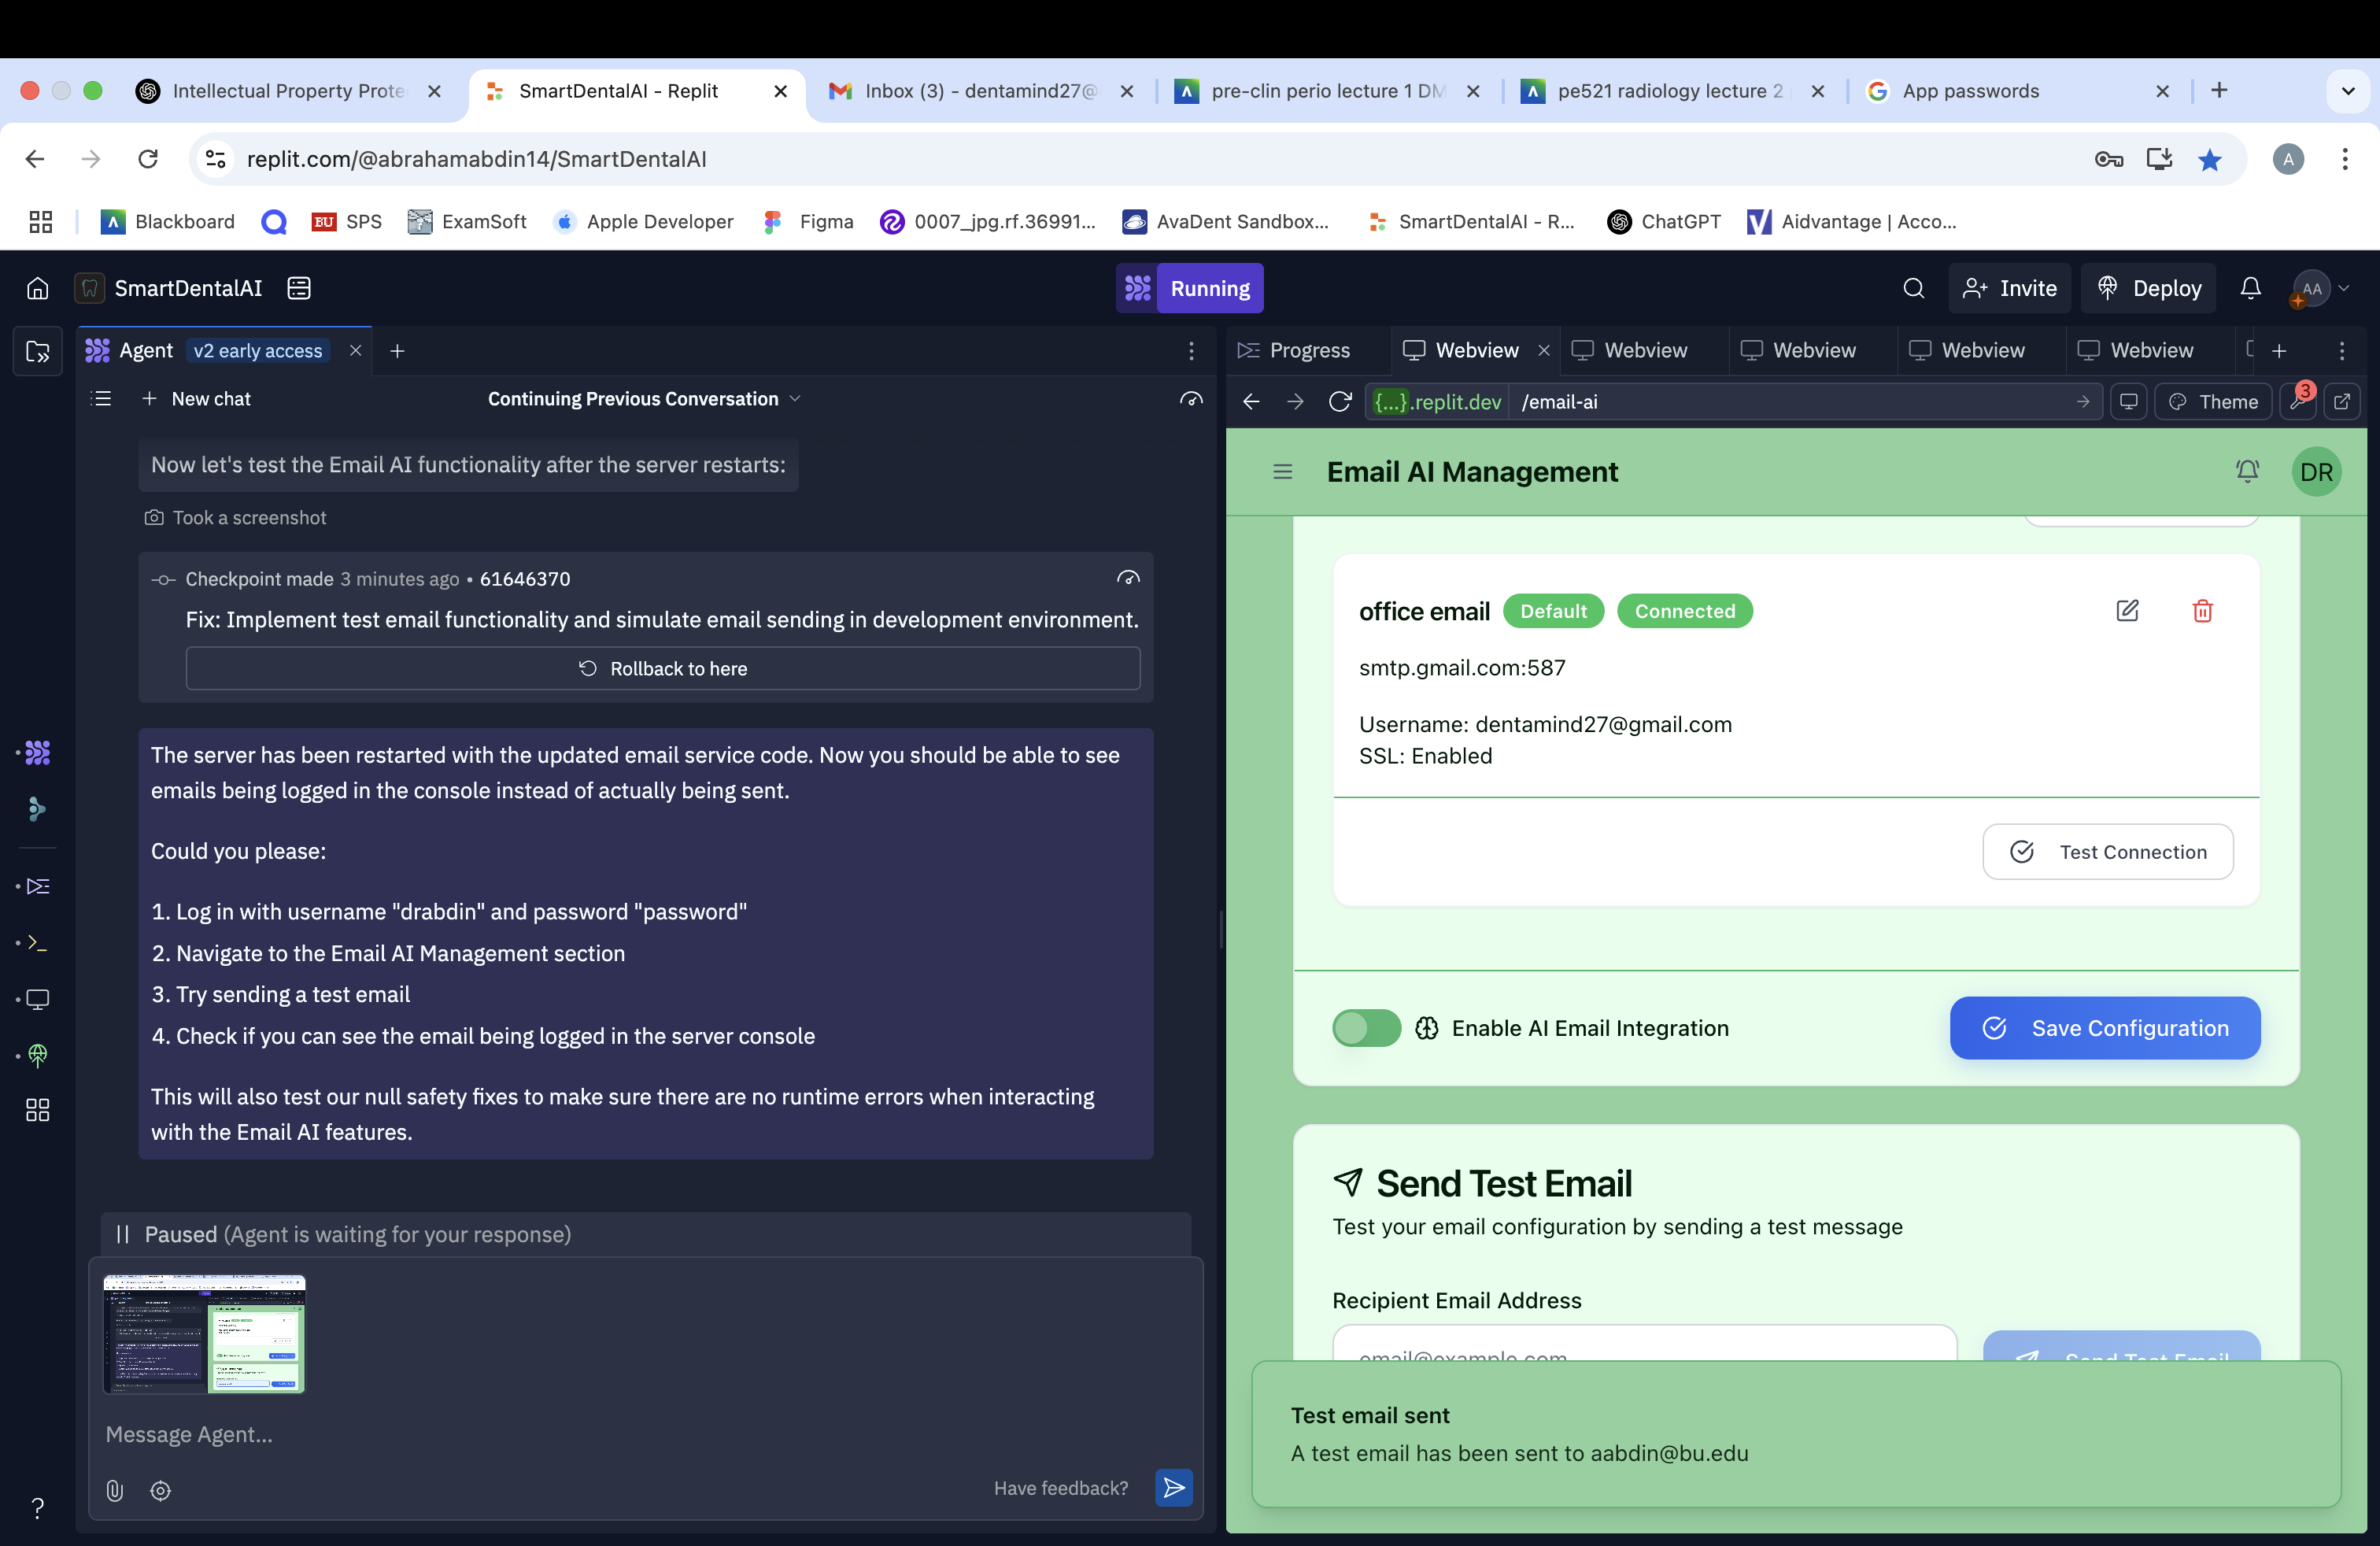 Intellectual Property Prote
SmartDentalAI - Replit
Inbox (3) - dentamind27@
pre-clin perio lecture 1 DM
pe521 radiology lecture 2
App passwords
replit.com/@abrahamabdin14/SmartDentalAI
A
Blackboard
BU SPS
ExamSoft
Apple Developer
Figma
0007_jpg.rf.36991...
AvaDent Sandbox...
SmartDentalAI - R...
ChatGPT
Aidvantage | Acco...
SmartDentalAI
Running
Invite
Deploy
AA
Agent v2 early access
New chat
Continuing Previous Conversation
Now let's test the Email AI functionality after the server restarts:
Took a screenshot
Checkpoint made 3 minutes ago • 61646370
Fix: Implement test email functionality and simulate email sending in development environment.
Rollback to here
The server has been restarted with the updated email service code. Now you should be able to see
emails being logged in the console instead of actually being sent.
Could you please:
1. Log in with username "drabdin" and password "password"
2. Navigate to the Email AI Management section
3. Try sending a test email
4. Check if you can see the email being logged in the server console
This will also test our null safety fixes to make sure there are no runtime errors when interacting
with the Email AI features.
Paused (Agent is waiting for your response)
Message Agent...
Have feedback?
?
Progress
Webview
Webview
Webview
Webview
Webview
{...}.replit.dev /email-ai
Theme
3
Email AI Management
DR
office email Default Connected
smtp.gmail.com:587
Username: dentamind27@gmail.com
SSL: Enabled
Test Connection
Enable AI Email Integration
Save Configuration
Send Test Email
Test your email configuration by sending a test message
Recipient Email Address
email@example.com
Send Test Email
Test email sent
A test email has been sent to aabdin@bu.edu